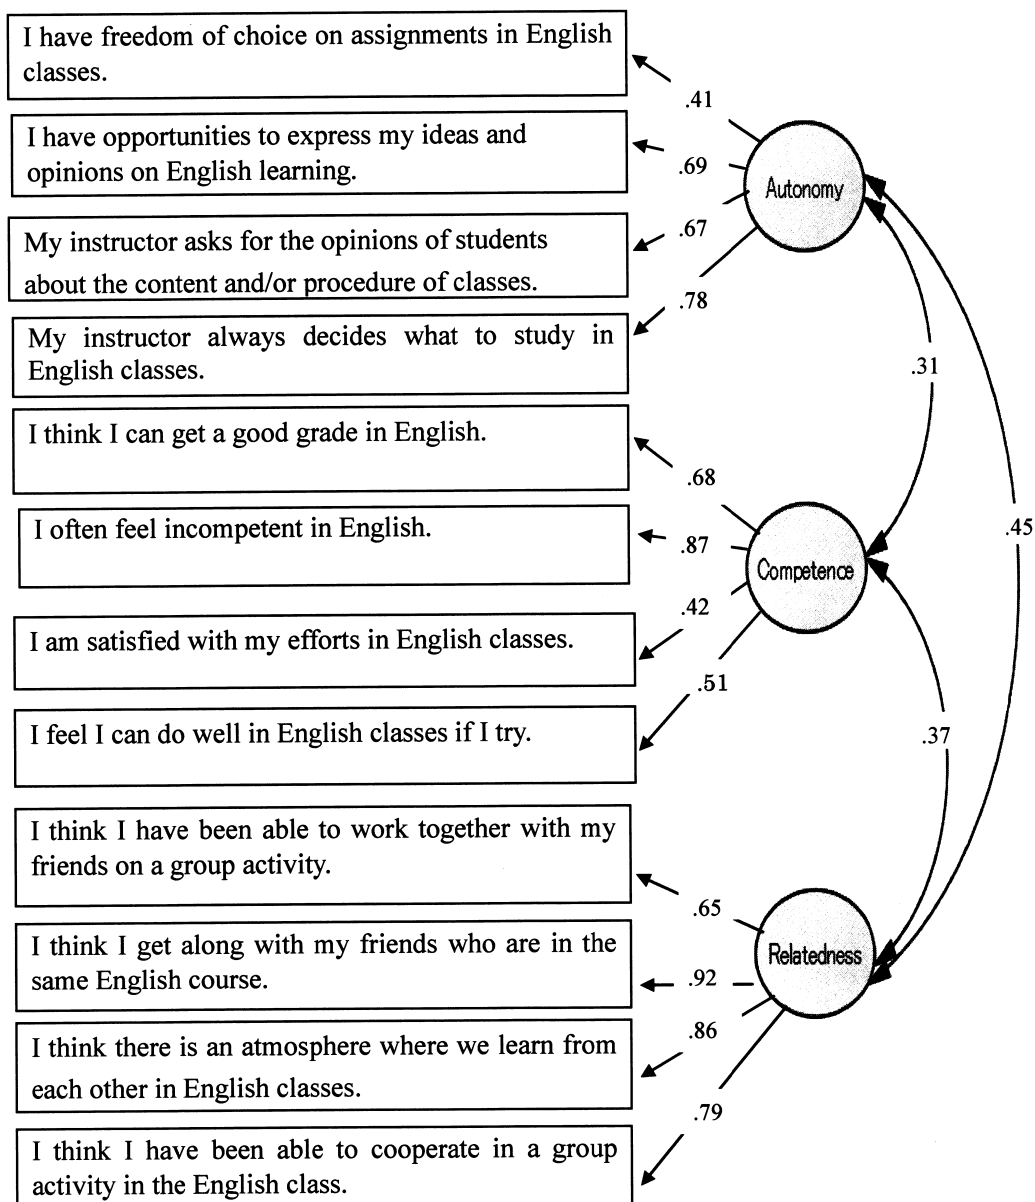 I have freedom of choice on assignments in English
classes.
.41
I have opportunities to express my ideas and
opinions on English learning.
.69
Autonomy
My instructor asks for the opinions of students
about the content and/or procedure of classes.
.67
.78
My instructor always decides what to study in
English classes.
.31
I think I can get a good grade in English.
.68
I often feel incompetent in English.
.87
.45
Competence
.42
I am satisfied with my efforts in English classes.
.51
I feel I can do well in English classes if I try.
.37
I think I have been able to work together with my
friends on a group activity.
.65
I think I get along with my friends who are in the
same English course.
.92
Relatedness
.86
I think there is an atmosphere where we learn from
each other in English classes.
.79
I think I have been able to cooperate in a group
activity in the English class.